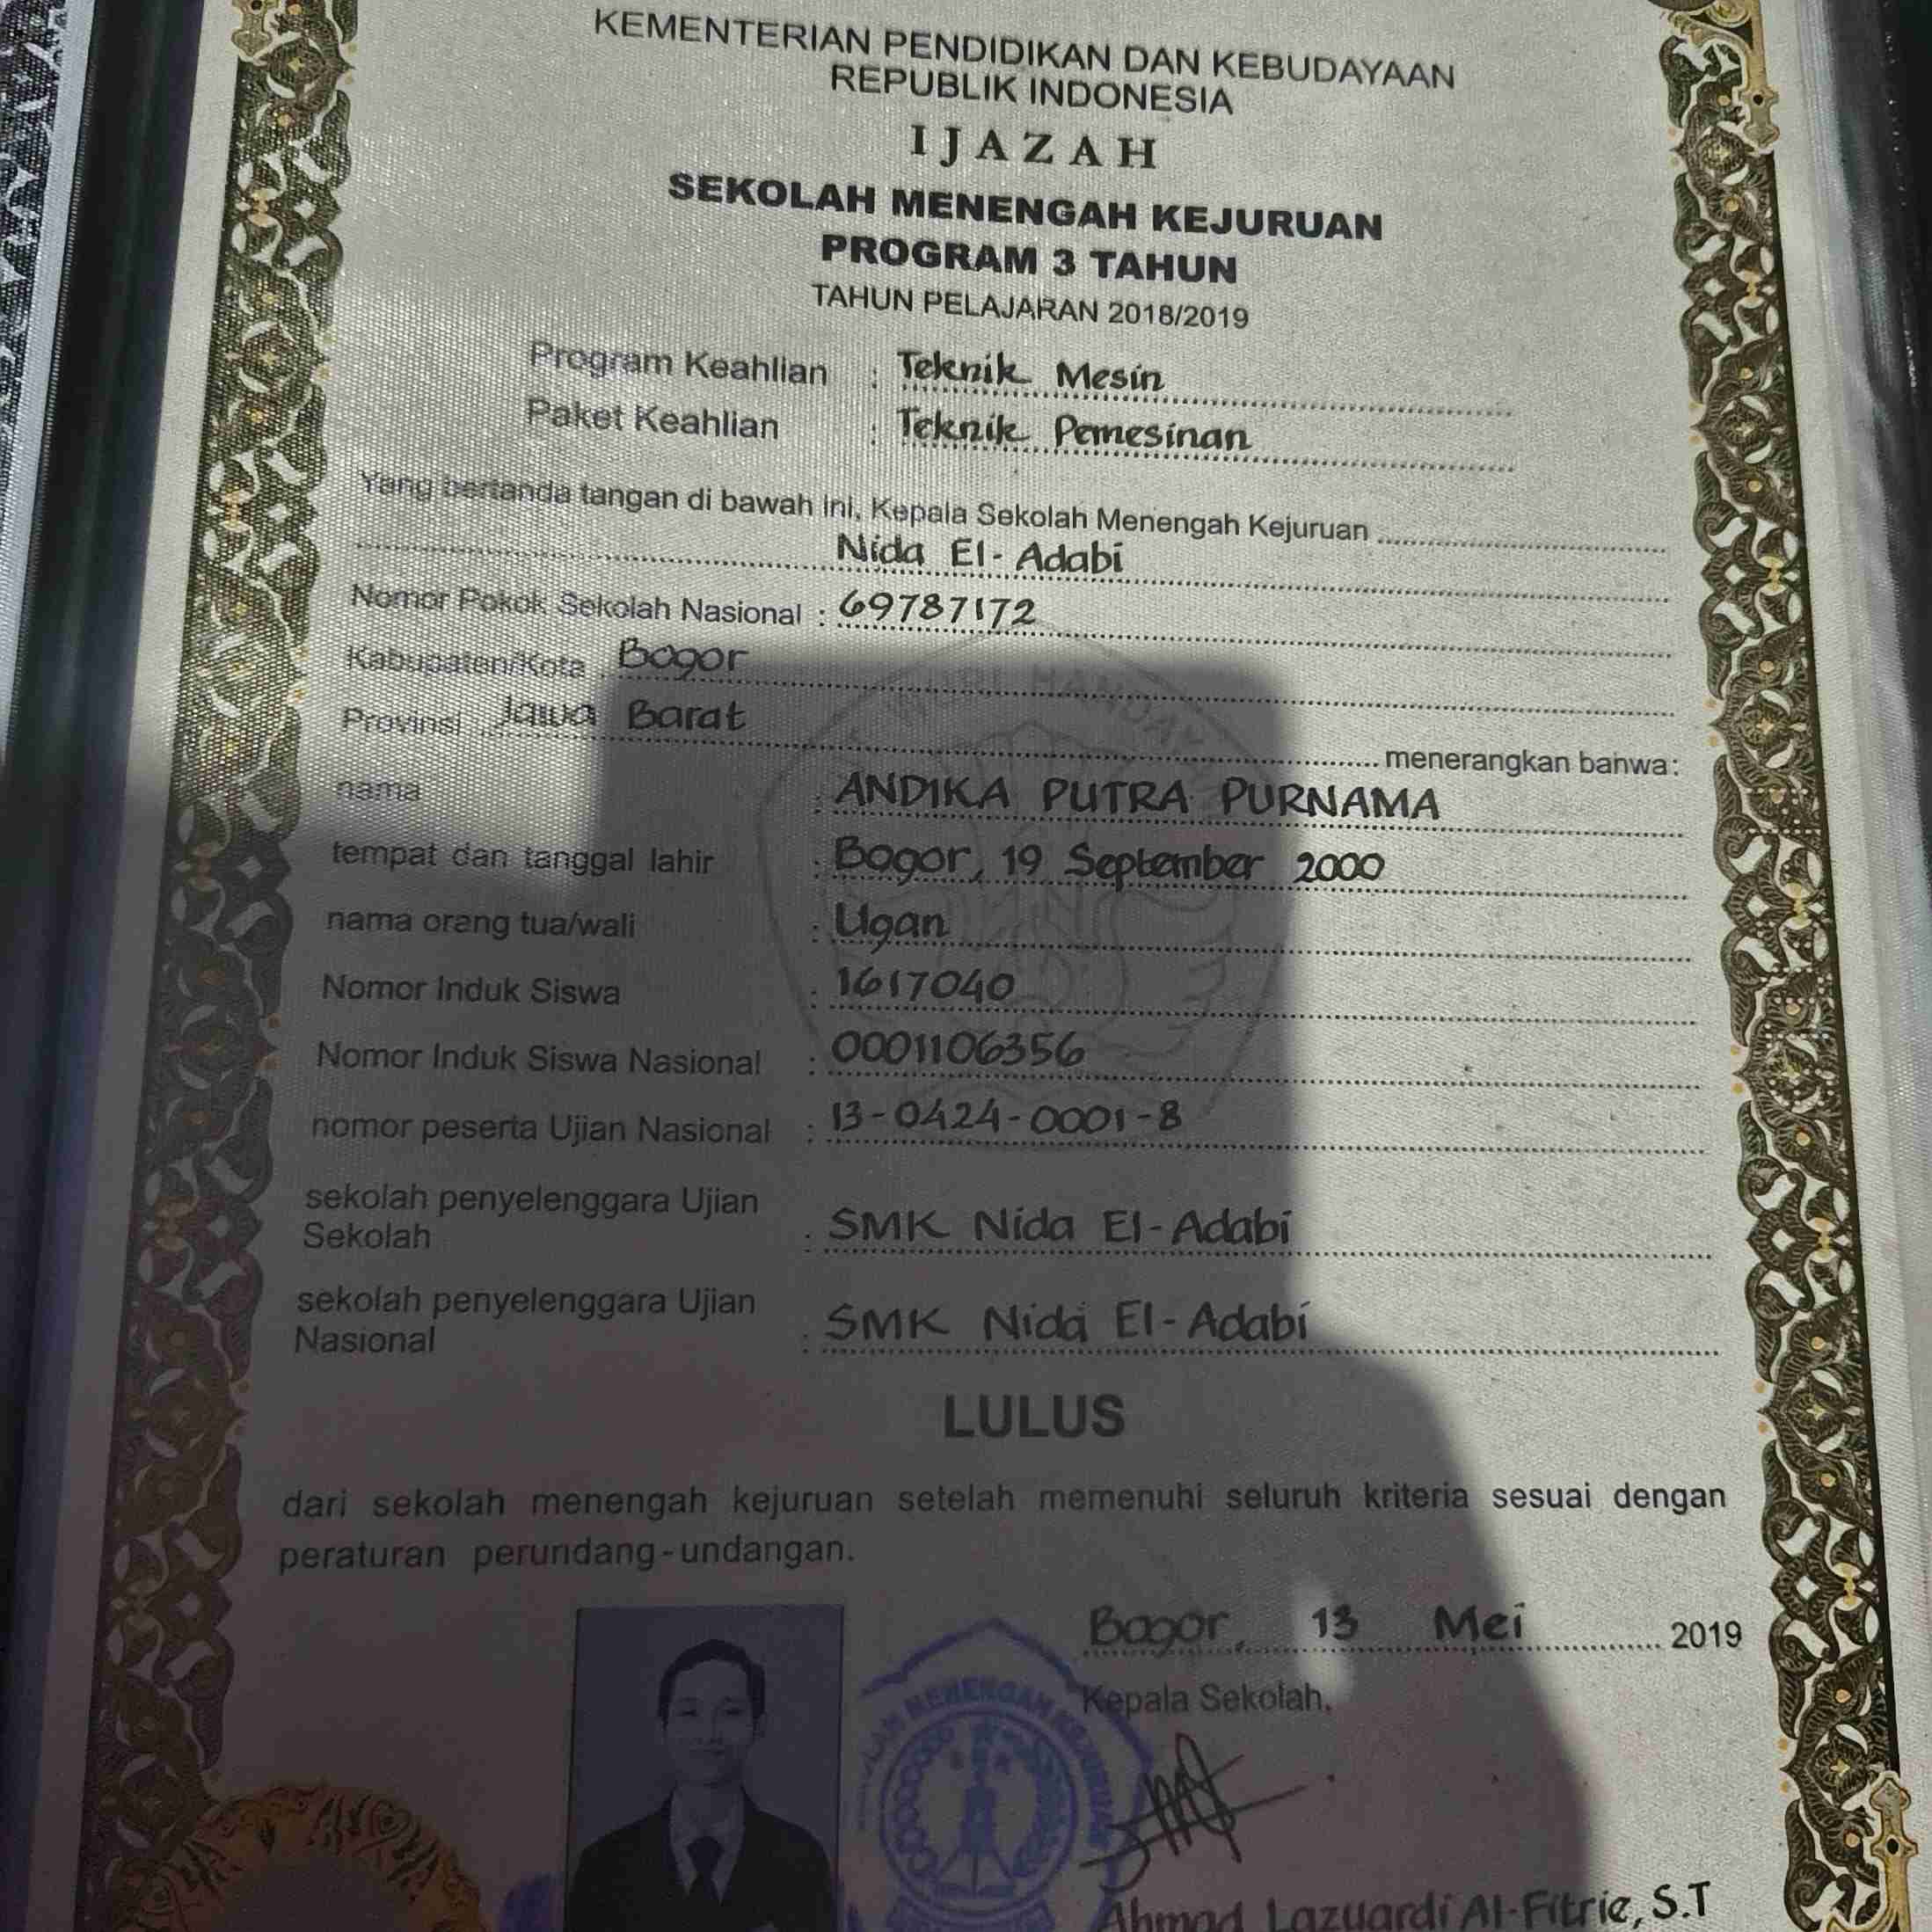 KEMENTERIAN PENDIDIKAN DAN KEBUDAYAAN
REPUBLIK INDONESIA
IJAZAH
SEKOLAH MENENGAH KEJURUAN
PROGRAM 3 TAHUN
TAHUN PELAJARAN 2018/2019
Program Keahlian : Teknik Mesin
Paket Keahlian : Teknik Pemesinan
Yang bertanda tangan di bawah ini, Kepala Sekolah Menengah Kejuruan
Nida El-Adabi
Nomor Pokok Sekolah Nasional : 69787172
Kabupaten/Kota Bogor
Provinsi Jawa Barat menerangkan bahwa:
nama : ANDIKA PUTRA PURNAMA
tempat dan tanggal lahir : Bogor, 19 September 2000
nama orang tua/wali : Ugan
Nomor Induk Siswa : 1617040
Nomor Induk Siswa Nasional : 0001106356
nomor peserta Ujian Nasional : 13-0424-0001-8
sekolah penyelenggara Ujian
Sekolah : SMK Nida El-Adabi
sekolah penyelenggara Ujian
Nasional : SMK Nida El-Adabi
LULUS
dari sekolah menengah kejuruan setelah memenuhi seluruh kriteria sesuai dengan
peraturan perundang-undangan.
Bogor, 13 Mei 2019
Kepala Sekolah,
MENENGAH KEJURUAN
Ahmad Lazuardi Al-Fitrie, S.T